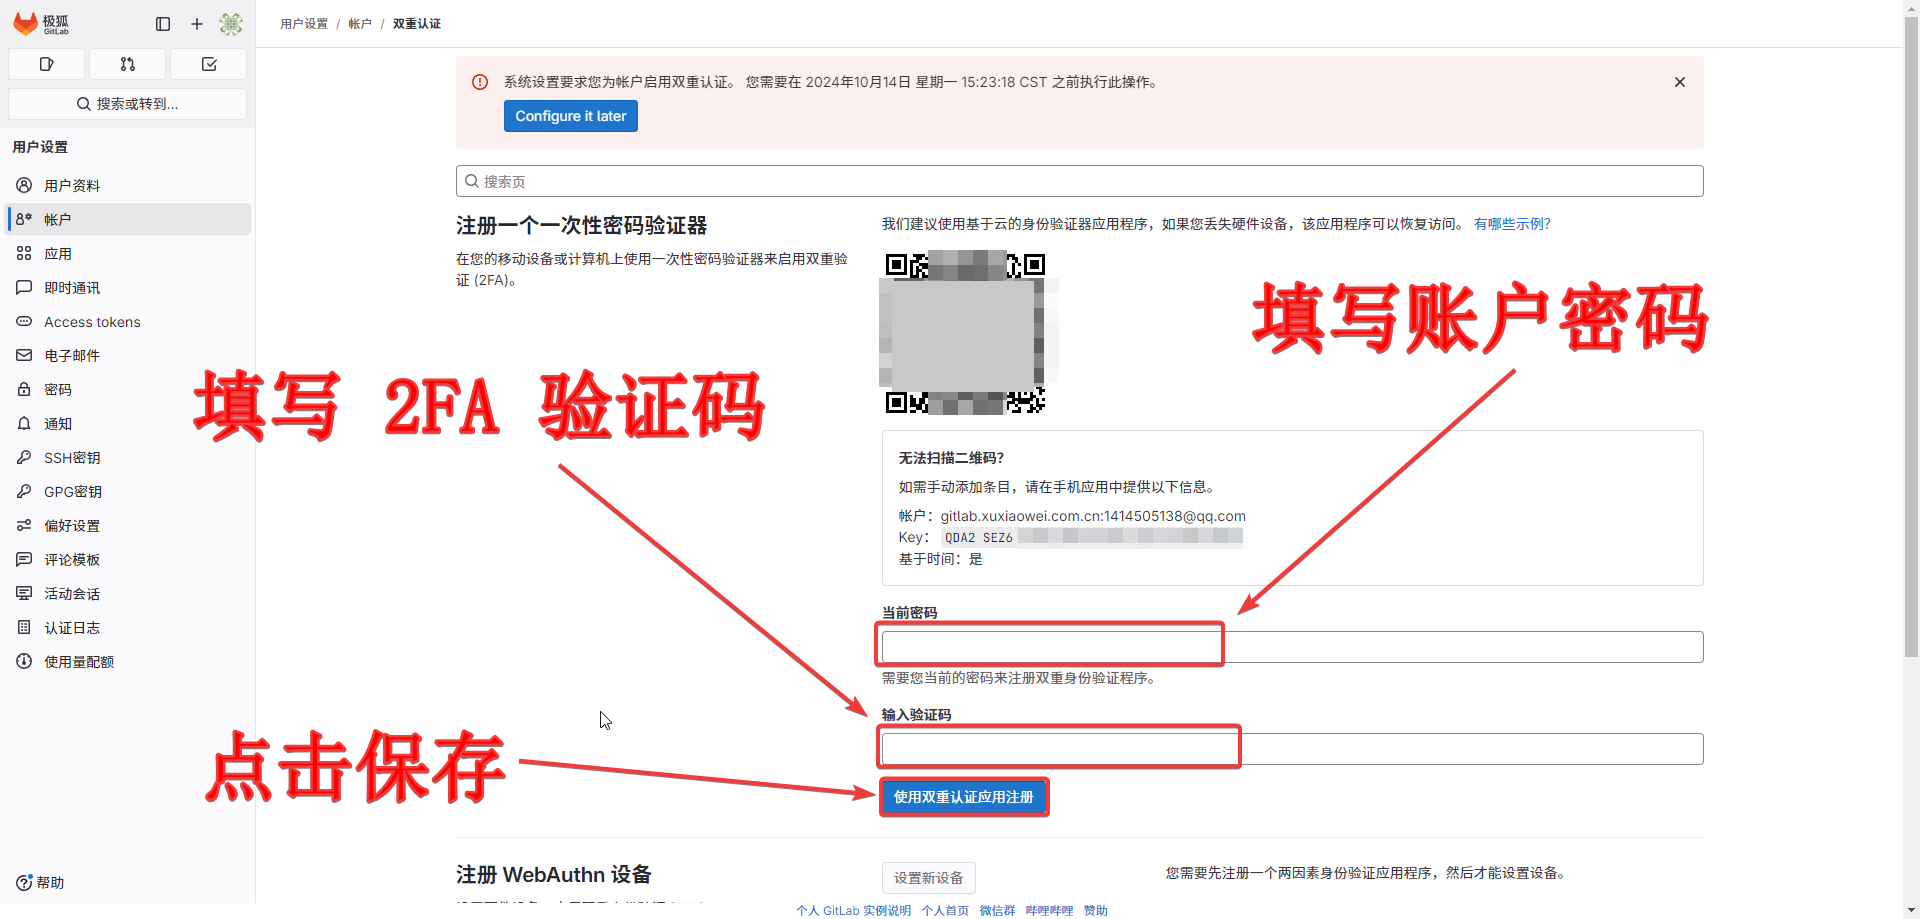 极狐
GitLab
搜索或转到...
用户设置
用户资料
帐户
应用
即时通讯
Access tokens
电子邮件
密码
通知
SSH密钥
GPG密钥
偏好设置
评论模板
活动会话
认证日志
使用量配额
帮助
用户设置 / 帐户 / 双重认证
系统设置要求您为帐户启用双重认证。 您需要在 2024年10月14日 星期一 15:23:18 CST 之前执行此操作。
Configure it later
搜索页
注册一个一次性密码验证器
在您的移动设备或计算机上使用一次性密码验证器来启用双重验
证 (2FA)。
我们建议使用基于云的身份验证器应用程序，如果您丢失硬件设备，该应用程序可以恢复访问。 有哪些示例？
填写账户密码
填写 2FA 验证码
无法扫描二维码？
如需手动添加条目，请在手机应用中提供以下信息。
帐户： gitlab.xuxiaowei.com.cn:1414505138@qq.com
Key： QDA2 SEZ6
基于时间：是
当前密码
需要您当前的密码来注册双重身份验证程序。
输入验证码
点击保存
使用双重认证应用注册
注册 WebAuthn 设备
设置新设备
您需要先注册一个两因素身份验证应用程序，然后才能设置设备。
个人 GitLab 实例说明 个人首页 微信群 哔哩哔哩 赞助